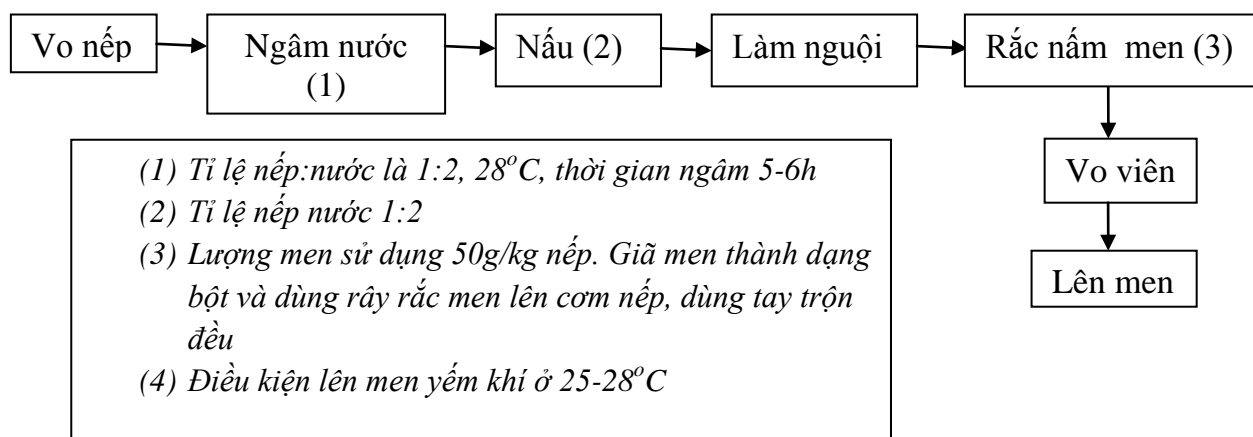 Vo nếp
Ngâm nước
(1)
Nấu (2)
Làm nguội
Rắc nấm men (3)
Vo viên
Lên men
(1) Tỉ lệ nếp:nước là 1:2, 28°C, thời gian ngâm 5-6h
(2) Tỉ lệ nếp nước 1:2
(3) Lượng men sử dụng 50g/kg nếp. Giã men thành dạng
bột và dùng rây rắc men lên cơm nếp, dùng tay trộn
đều
(4) Điều kiện lên men yếm khí ở 25-28°C